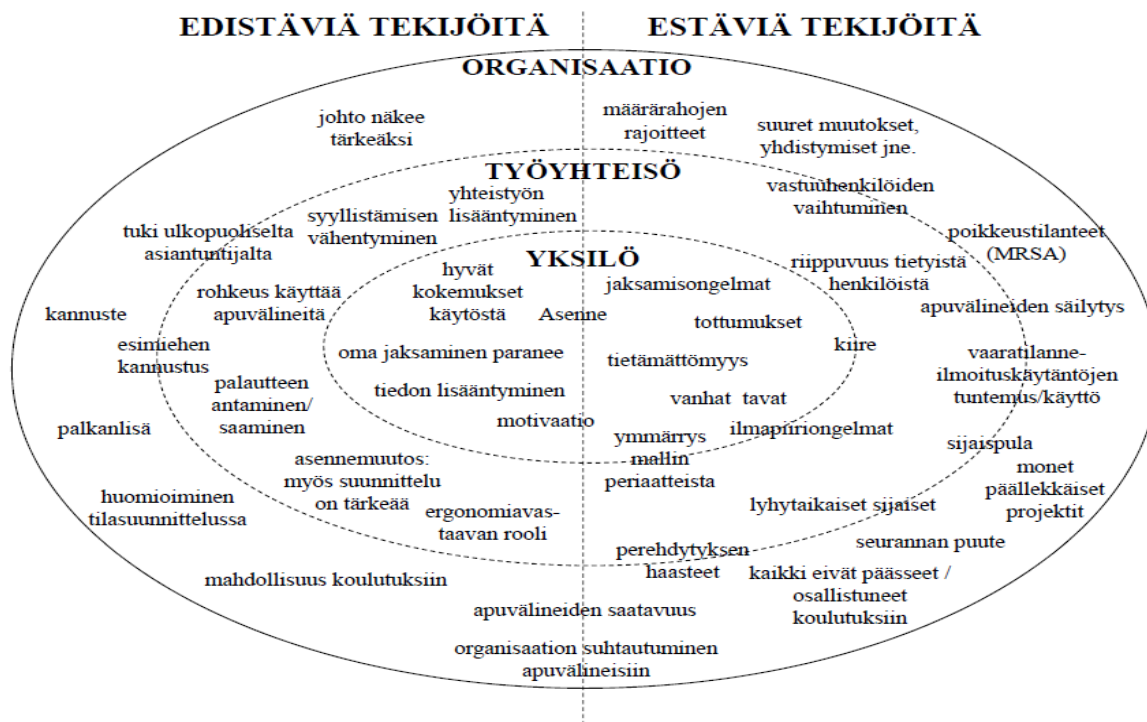 EDISTÄVIÄ TEKIJÖITÄ
ESTÄVIÄ TEKIJÖITÄ
ORGANISAATIO
johto näkee
tärkeäksi
määrärahojen
rajoitteet
suuret muutokset,
yhdistymiset jne.
TYÖYHTEISÖ
yhteistyön
lisääntyminen
syyllistämisen
vähentyminen
vastuuhenkilöiden
vaihtuminen
tuki ulkopuoliselta
asiantuntijalta
poikkeustilanteet
(MRSA)
YKSILÖ
hyvät
kokemukset
käytöstä
Asenne
jaksamisongelmat
riippuvuus tietyistä
henkilöistä
rohkeus käyttää
apuvälineitä
kannuste
tottumukset
apuvälineiden säilytys
esimiehen
kannustus
oma jaksaminen paranee
tietämättömyys
kiire
vaaratilanne-
ilmoituskäytäntöjen
tuntemus/käyttö
palautteen
antaminen/
saaminen
tiedon lisääntyminen
vanhat tavat
motivaatio
palkanlisä
ymmärrys
mallin
periaatteista
ilmapiiriongelmat
sijaispula
asennemuutos:
myös suunnittelu
on tärkeää
monet
päällekkäiset
projektit
huomioiminen
tilasuunnittelussa
ergonomiavas-
taavan rooli
lyhytaikaiset sijaiset
seurannan puute
perehdytyksen
haasteet
mahdollisuus koulutuksiin
kaikki eivät päässeet /
osallistuneet
koulutuksiin
apuvälineiden saatavuus
organisaation suhtautuminen
apuvälineisiin